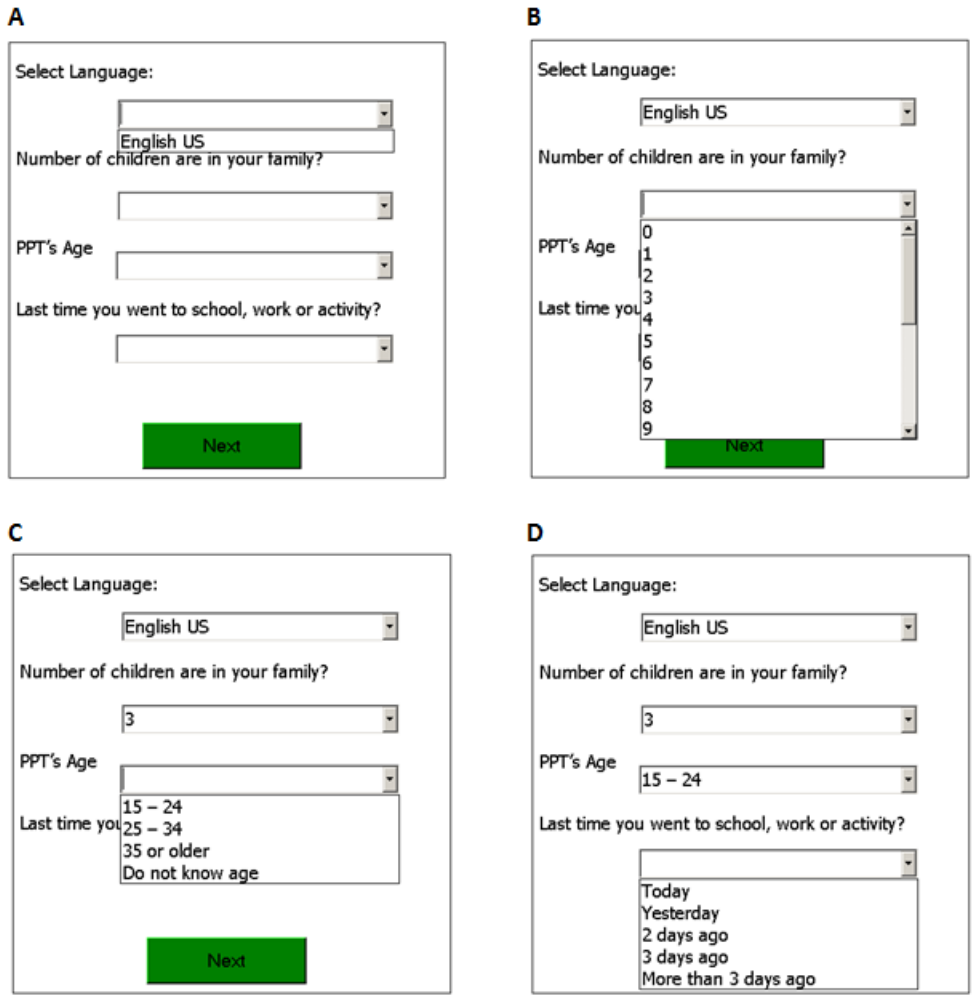 A
Select Language:
English US
Number of children are in your family?
PPT's Age
Last time you went to school, work or activity?
Next
B
Select Language:
English US
Number of children are in your family?
0
1
PPT's Age
2
3
Last time you
4
5
6
7
8
9
Next
C
Select Language:
English US
Number of children are in your family?
3
PPT's Age
15 – 24
Last time you
25 – 34
35 or older
Do not know age
Next
D
Select Language:
English US
Number of children are in your family?
3
PPT's Age
15 – 24
Last time you went to school, work or activity?
Today
Yesterday
2 days ago
3 days ago
More than 3 days ago